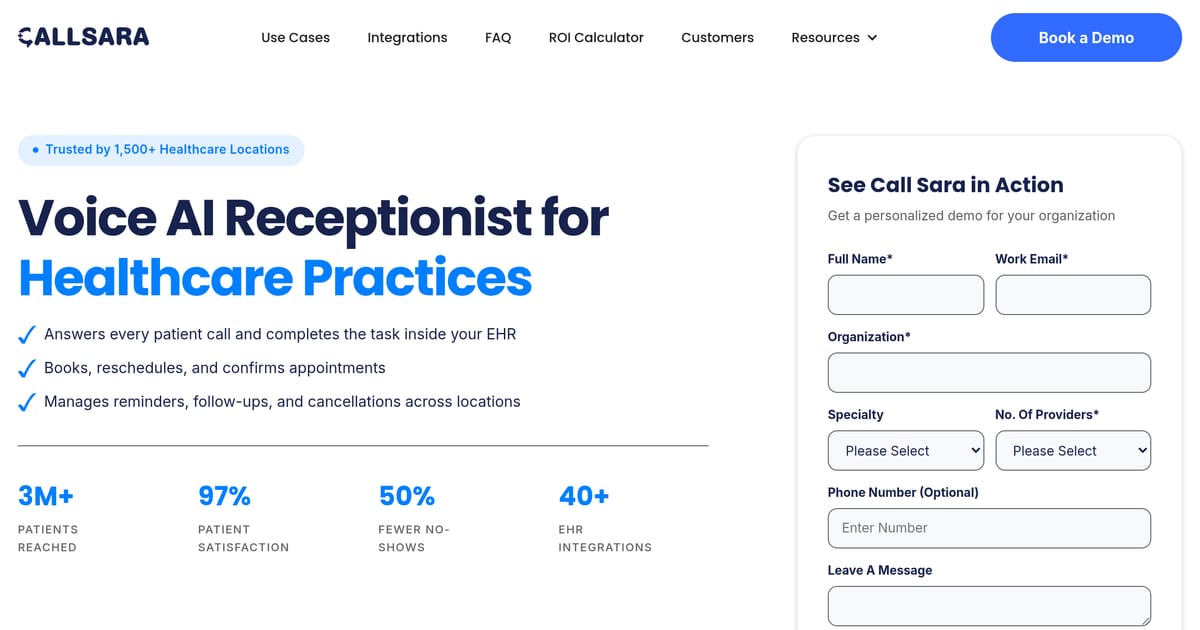 CALLSARA
Use Cases
Integrations
FAQ
ROI Calculator
Customers
Resources
Book a Demo
Trusted by 1,500+ Healthcare Locations
Voice AI Receptionist for
Healthcare Practices
Answers every patient call and completes the task inside your EHR
Books, reschedules, and confirms appointments
Manages reminders, follow-ups, and cancellations across locations
3M+
PATIENTS
REACHED
97%
PATIENT
SATISFACTION
50%
FEWER NO-
SHOWS
40+
EHR
INTEGRATIONS
See Call Sara in Action
Get a personalized demo for your organization
Full Name*
Work Email*
Organization*
Specialty
No. Of Providers*
Please Select
Please Select
Phone Number (Optional)
Enter Number
Leave A Message